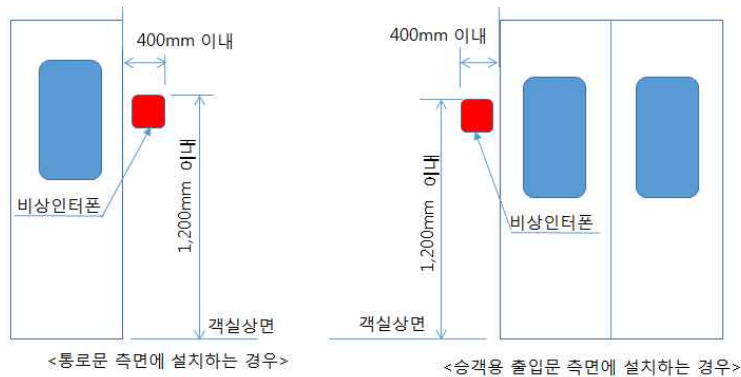 400mm 이내
비상인터폰
1,200mm 이내
객실상면
<통로문 측면에 설치하는 경우>
400mm 이내
비상인터폰
1,200mm 이내
객실상면
<승객용 출입문 측면에 설치하는 경우>